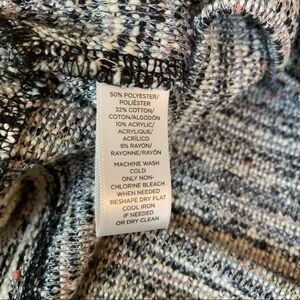 50% POLYESTER/
POLIÉSTER
32% COTTON/
COTON/ALGODÓN
10% ACRYLIC/
ACRYLIQUE/
ACRÍLICO
8% RAYON/
RAYONNE/RAYÓN
MACHINE WASH
COLD
ONLY NON-
CHLORINE BLEACH
WHEN NEEDED
RESHAPE DRY FLAT
COOL IRON
IF NEEDED
OR DRY CLEAN